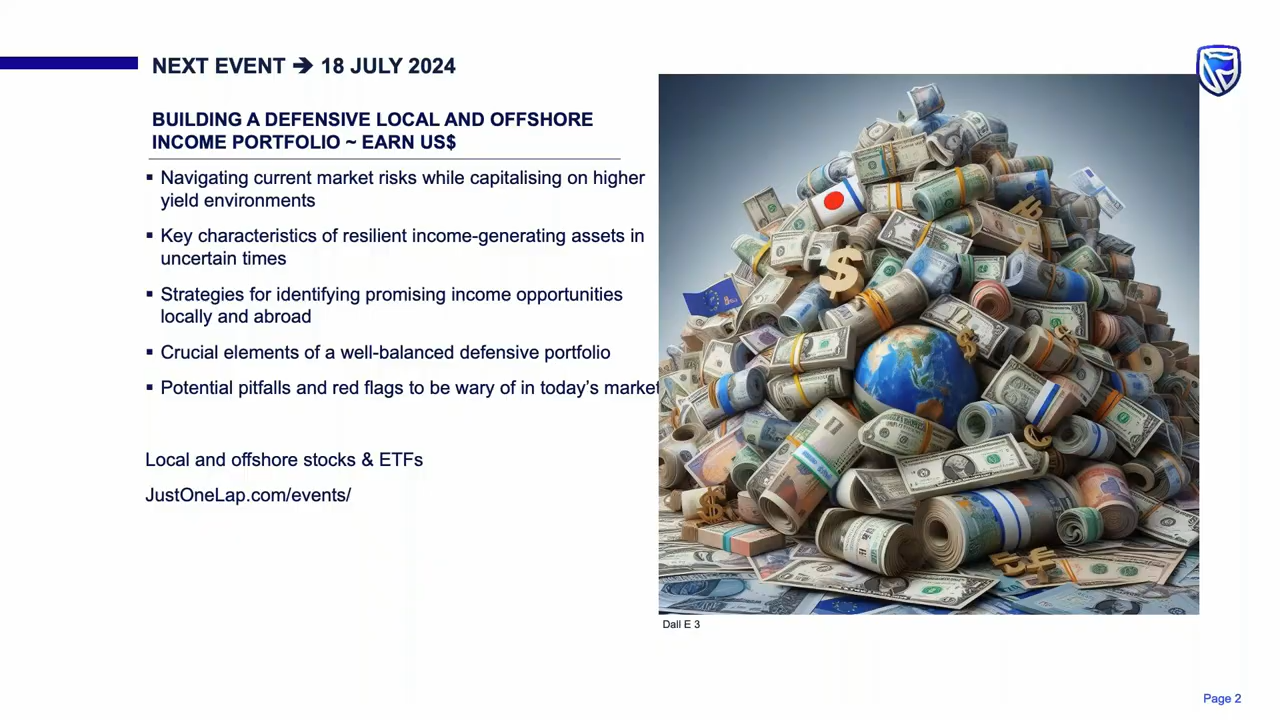 NEXT EVENT ➔ 18 JULY 2024
BUILDING A DEFENSIVE LOCAL AND OFFSHORE
INCOME PORTFOLIO ~ EARN US$
▪ Navigating current market risks while capitalising on higher
yield environments
▪ Key characteristics of resilient income-generating assets in
uncertain times
▪ Strategies for identifying promising income opportunities
locally and abroad
▪ Crucial elements of a well-balanced defensive portfolio
▪ Potential pitfalls and red flags to be wary of in today’s market
Local and offshore stocks & ETFs
JustOneLap.com/events/
Dall E 3
Page 2